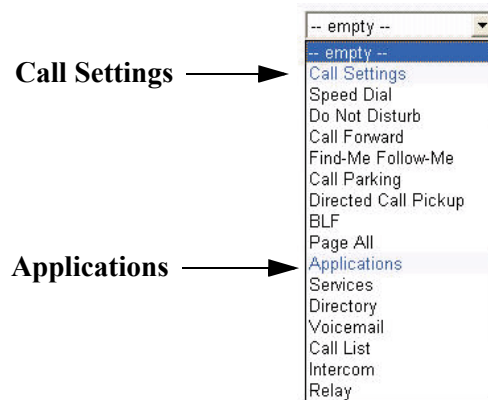 -- empty --
-- empty --
Call Settings
Call Settings
Speed Dial
Do Not Disturb
Call Forward
Find-Me Follow-Me
Call Parking
Directed Call Pickup
BLF
Page All
Applications
Applications
Services
Directory
Voicemail
Call List
Intercom
Relay